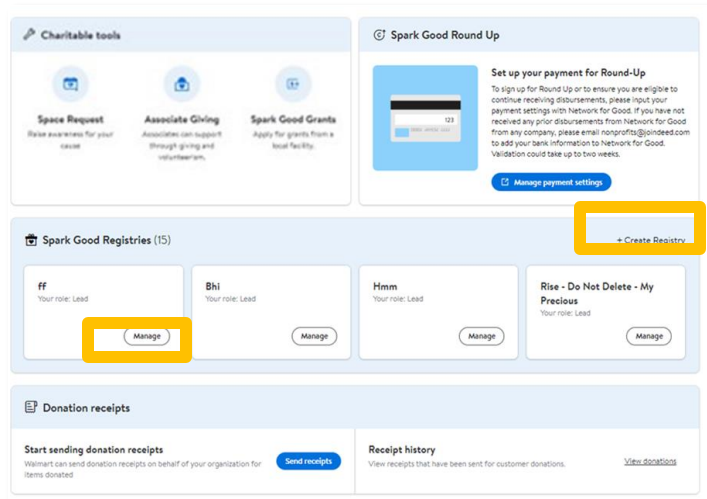 Charitable tools
Space Request
Raise awareness for your
cause
Associate Giving
Associates can support
through giving and
volunteerism.
Spark Good Grants
Apply for grants from a
local facility.
Spark Good Round Up
123
Set up your payment for Round-Up
To sign up for Round Up or to ensure you are eligible to
continue receiving disbursements, please input your
payment settings with Network for Good. If you have not
received any prior disbursements from Network for Good
from any company, please email nonprofits@joindeed.com
to add your bank information to Network for Good.
Validation could take up to two weeks.
Manage payment settings
Spark Good Registries (15)
+ Create Registry
ff
Your role: Lead
Manage
Bhi
Your role: Lead
Manage
Hmm
Your role: Lead
Manage
Rise - Do Not Delete - My
Precious
Your role: Lead
Manage
Donation receipts
Start sending donation receipts
Walmart can send donation receipts on behalf of your organization for
items donated
Send receipts
Receipt history
View receipts that have been sent for customer donations.
View donations